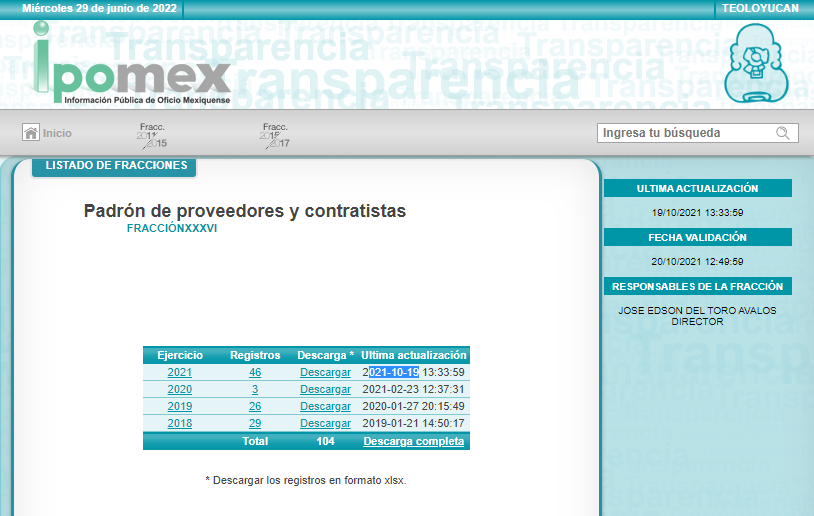 Miércoles 29 de junio de 2022
TEOLOYUCAN
ipomex
Información Pública de Oficio Mexiquense
Transparencia
Inicio
Fracc.
2011
/2015
Fracc.
2018
/2017
Ingresa tu búsqueda
LISTADO DE FRACCIONES
Padrón de proveedores y contratistas
FRACCIÓNXXXVI
Ejercicio Registros Descarga * Ultima actualización
2021 46 Descargar 2021-10-19 13:33:59
2020 3 Descargar 2021-02-23 12:37:31
2019 26 Descargar 2020-01-27 20:15:49
2018 29 Descargar 2019-01-21 14:50:17
Total 104 Descarga completa
* Descargar los registros en formato xlsx.
ULTIMA ACTUALIZACIÓN
19/10/2021 13:33:59
FECHA VALIDACIÓN
20/10/2021 12:49:59
RESPONSABLES DE LA FRACCIÓN
JOSE EDSON DEL TORO AVALOS
DIRECTOR